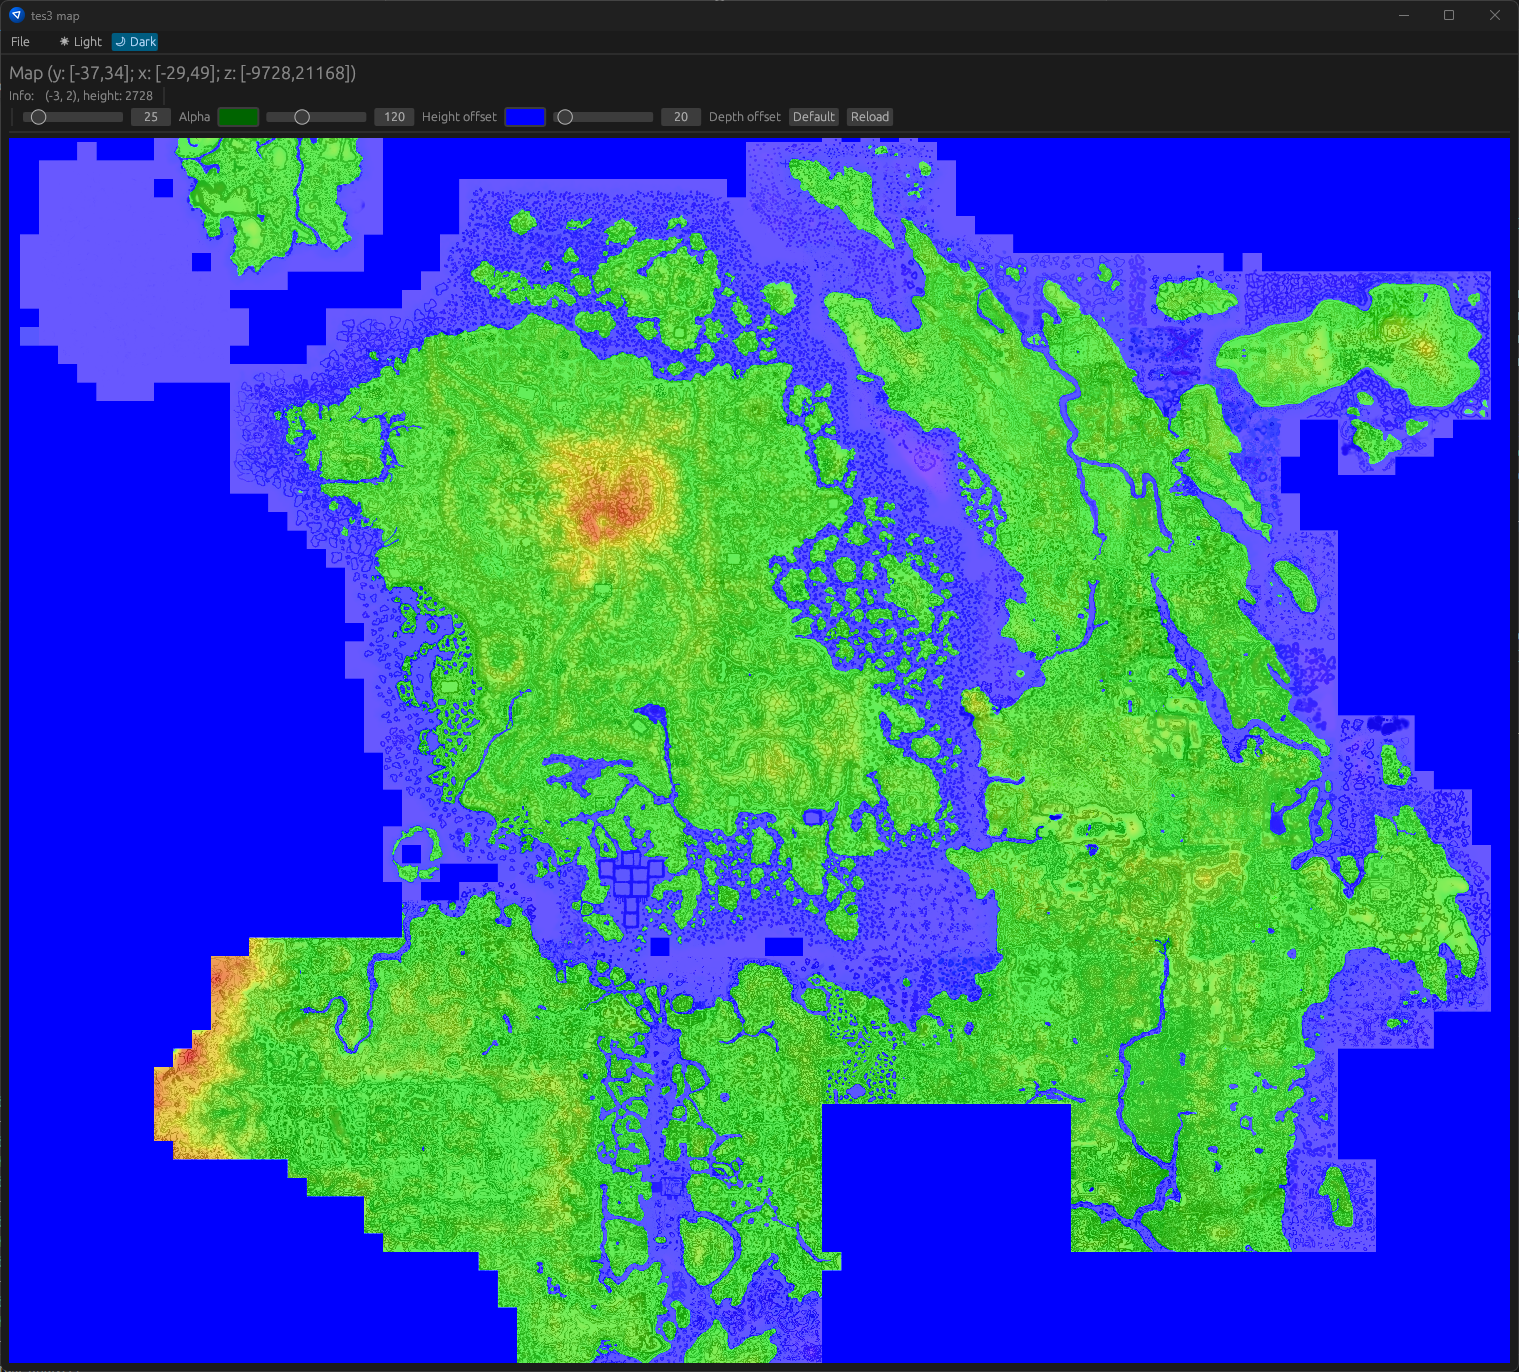 tes3 map
File ☀ Light 🌙 Dark
Map (y: [-37,34]; x: [-29,49]; z: [-9728,21168])
Info: (-3, 2), height: 2728
25 Alpha 120 Height offset 20 Depth offset Default Reload